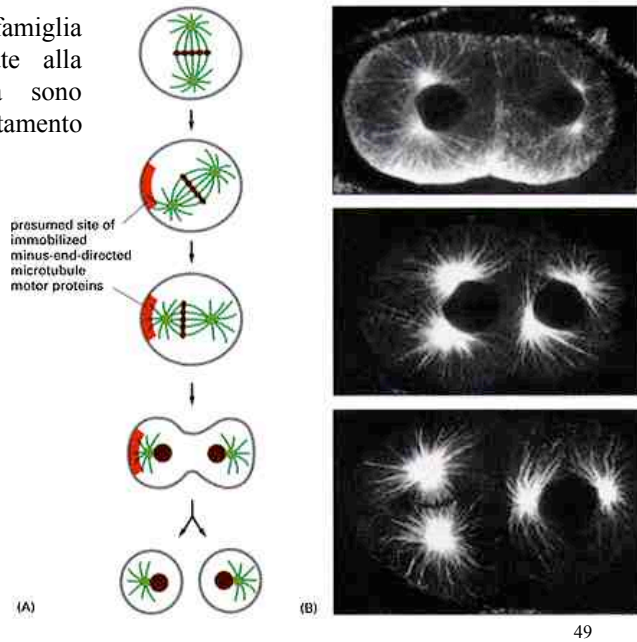 famiglia
te alla
sono
tamento
presumed site of
immobilized
minus-end-directed
microtubule
motor proteins
(A)
(B)
49